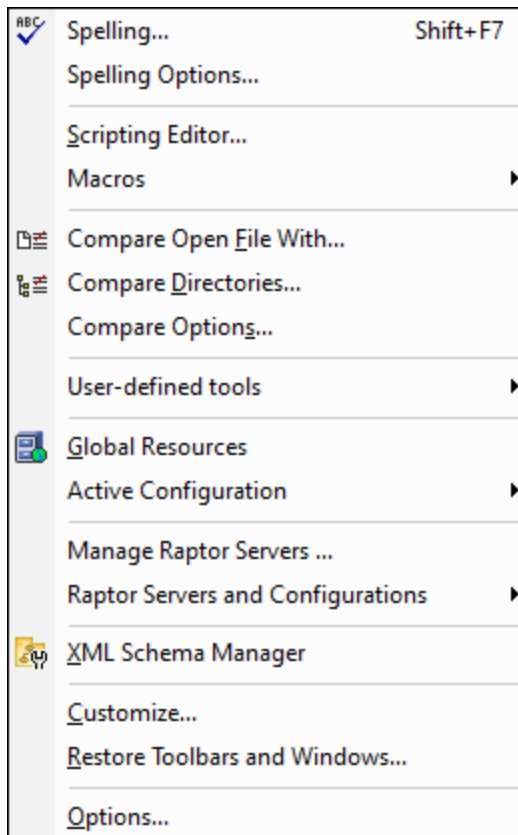 ABC
Spelling... Shift+F7
Spelling Options...
Scripting Editor...
Macros
Compare Open File With...
Compare Directories...
Compare Options...
User-defined tools
Global Resources
Active Configuration
Manage Raptor Servers ...
Raptor Servers and Configurations
XML Schema Manager
Customize...
Restore Toolbars and Windows...
Options...